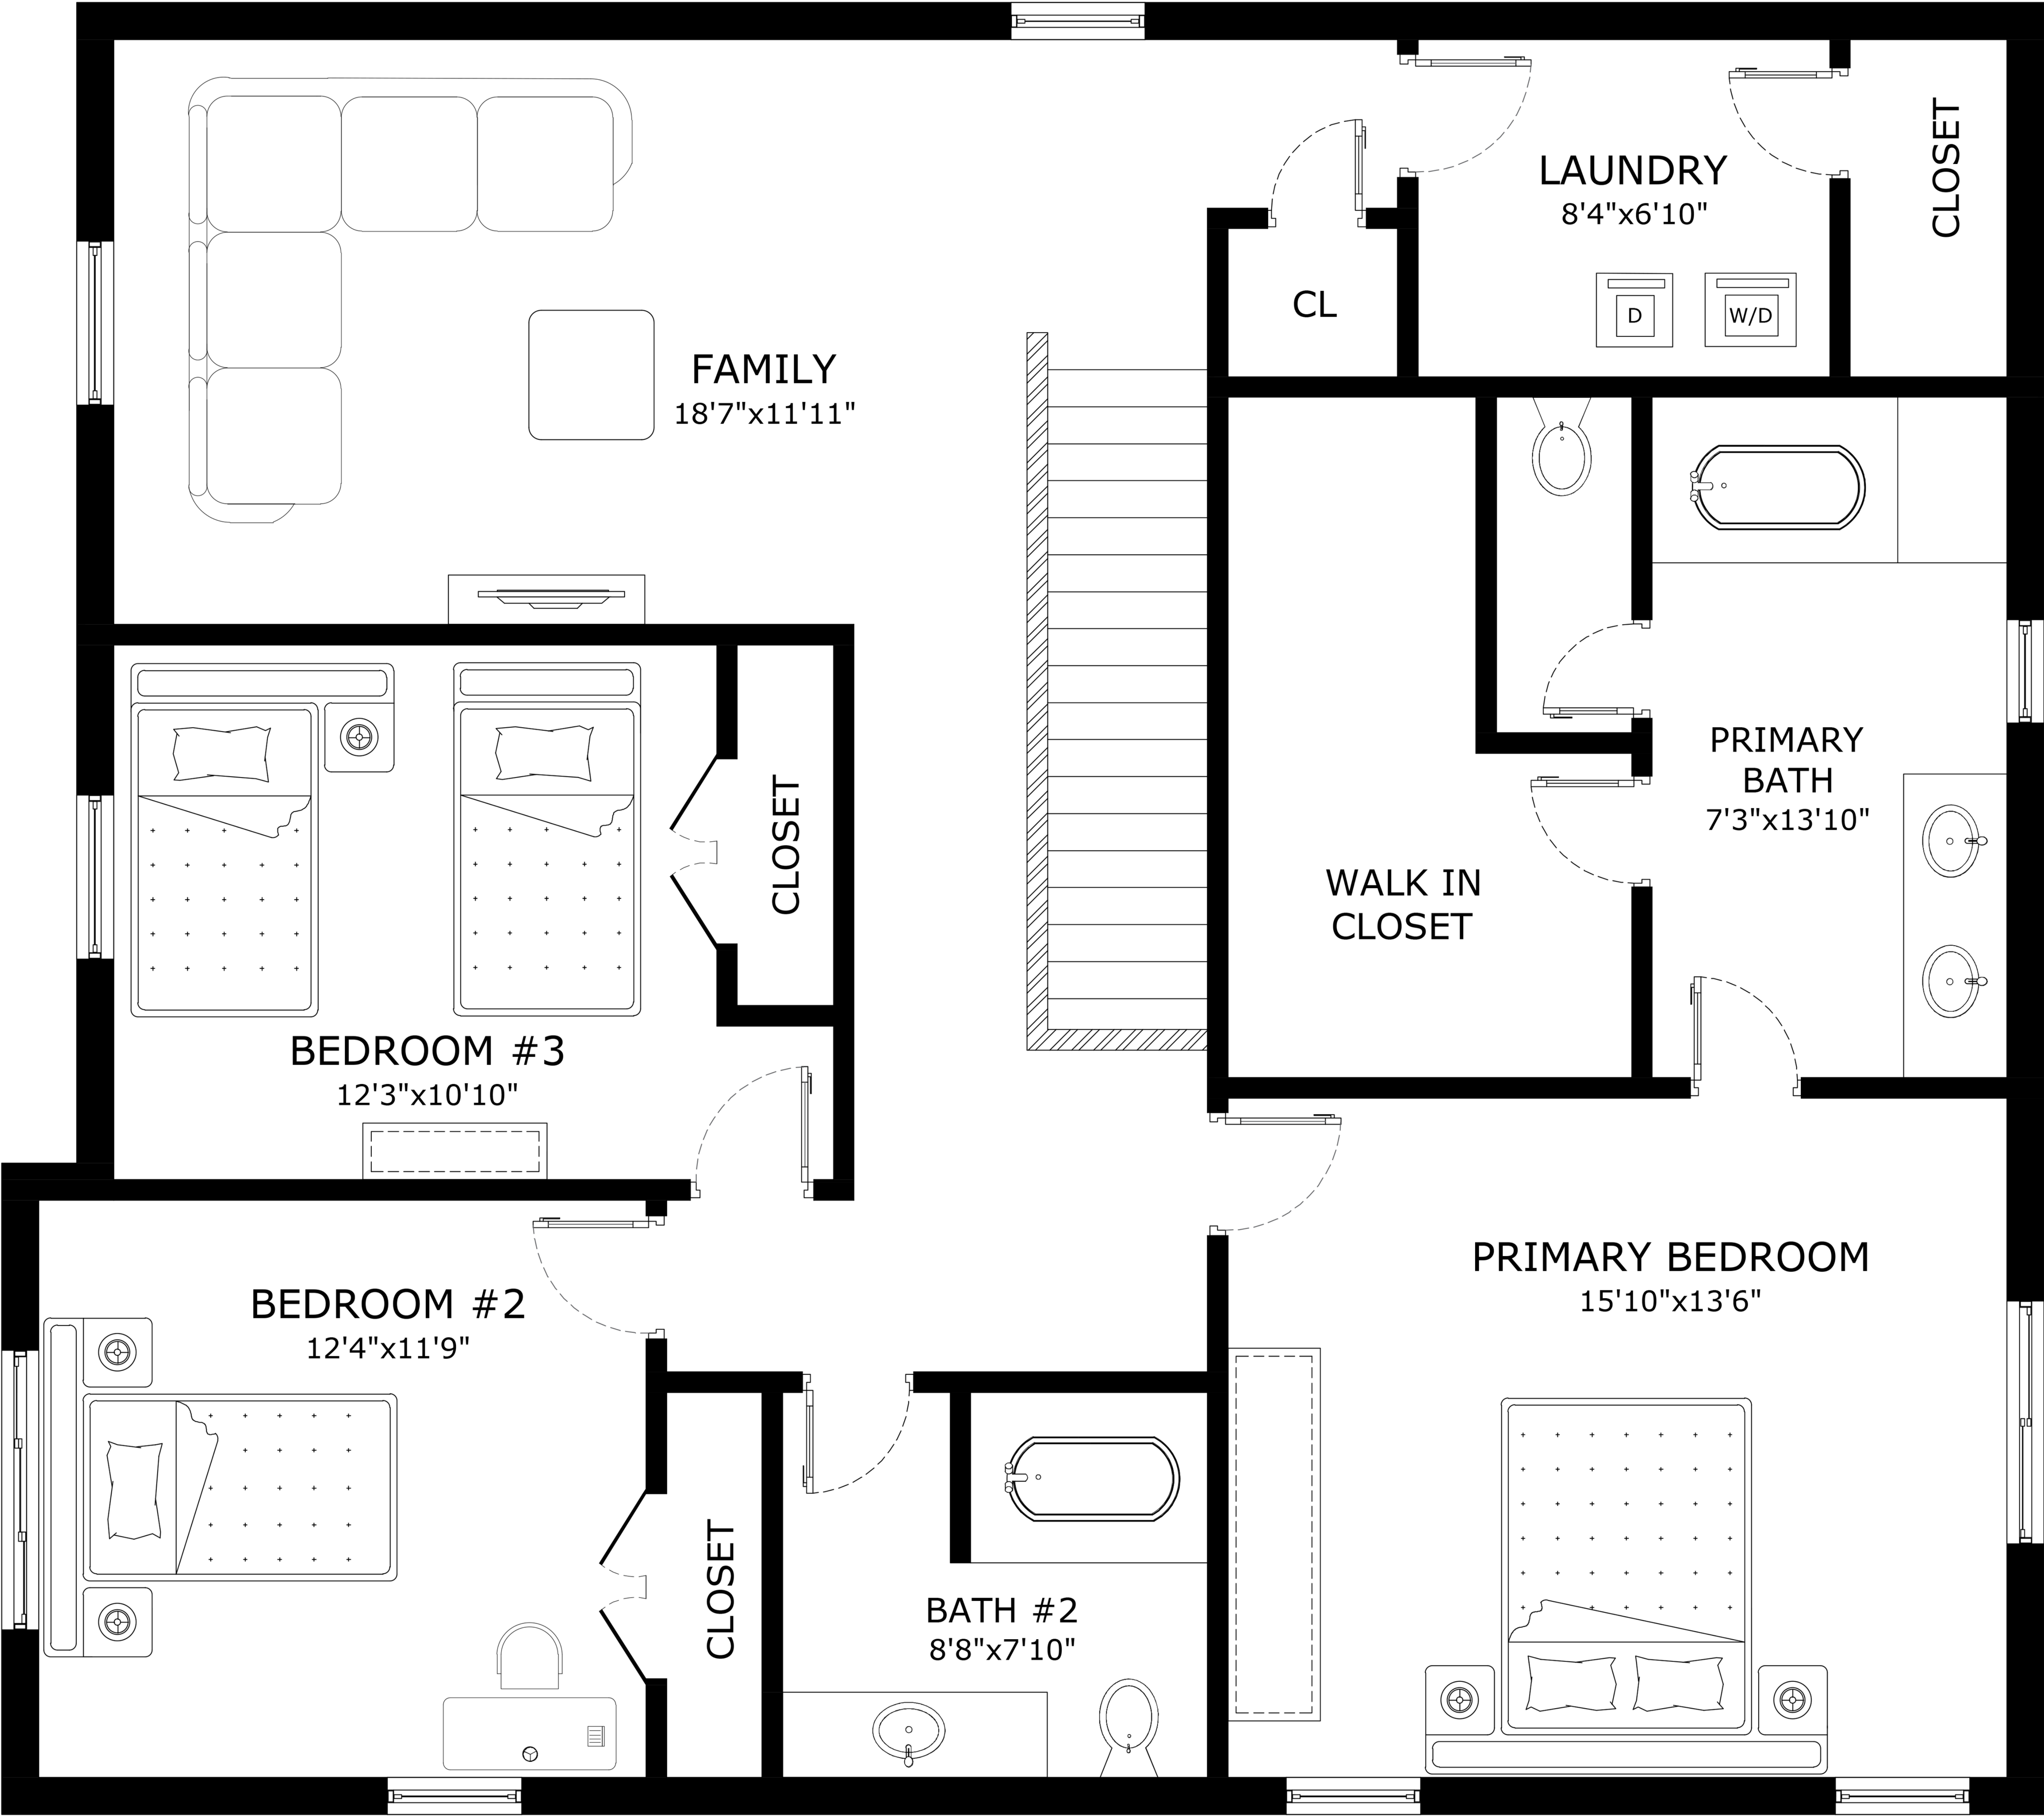 LAUNDRY
8'4"x6'10"
CLOSET
CL
D
W/D
FAMILY
18'7"x11'11"
PRIMARY
BATH
7'3"x13'10"
CLOSET
WALK IN
CLOSET
BEDROOM #3
12'3"x10'10"
PRIMARY BEDROOM
15'10"x13'6"
BEDROOM #2
12'4"x11'9"
CLOSET
BATH #2
8'8"x7'10"